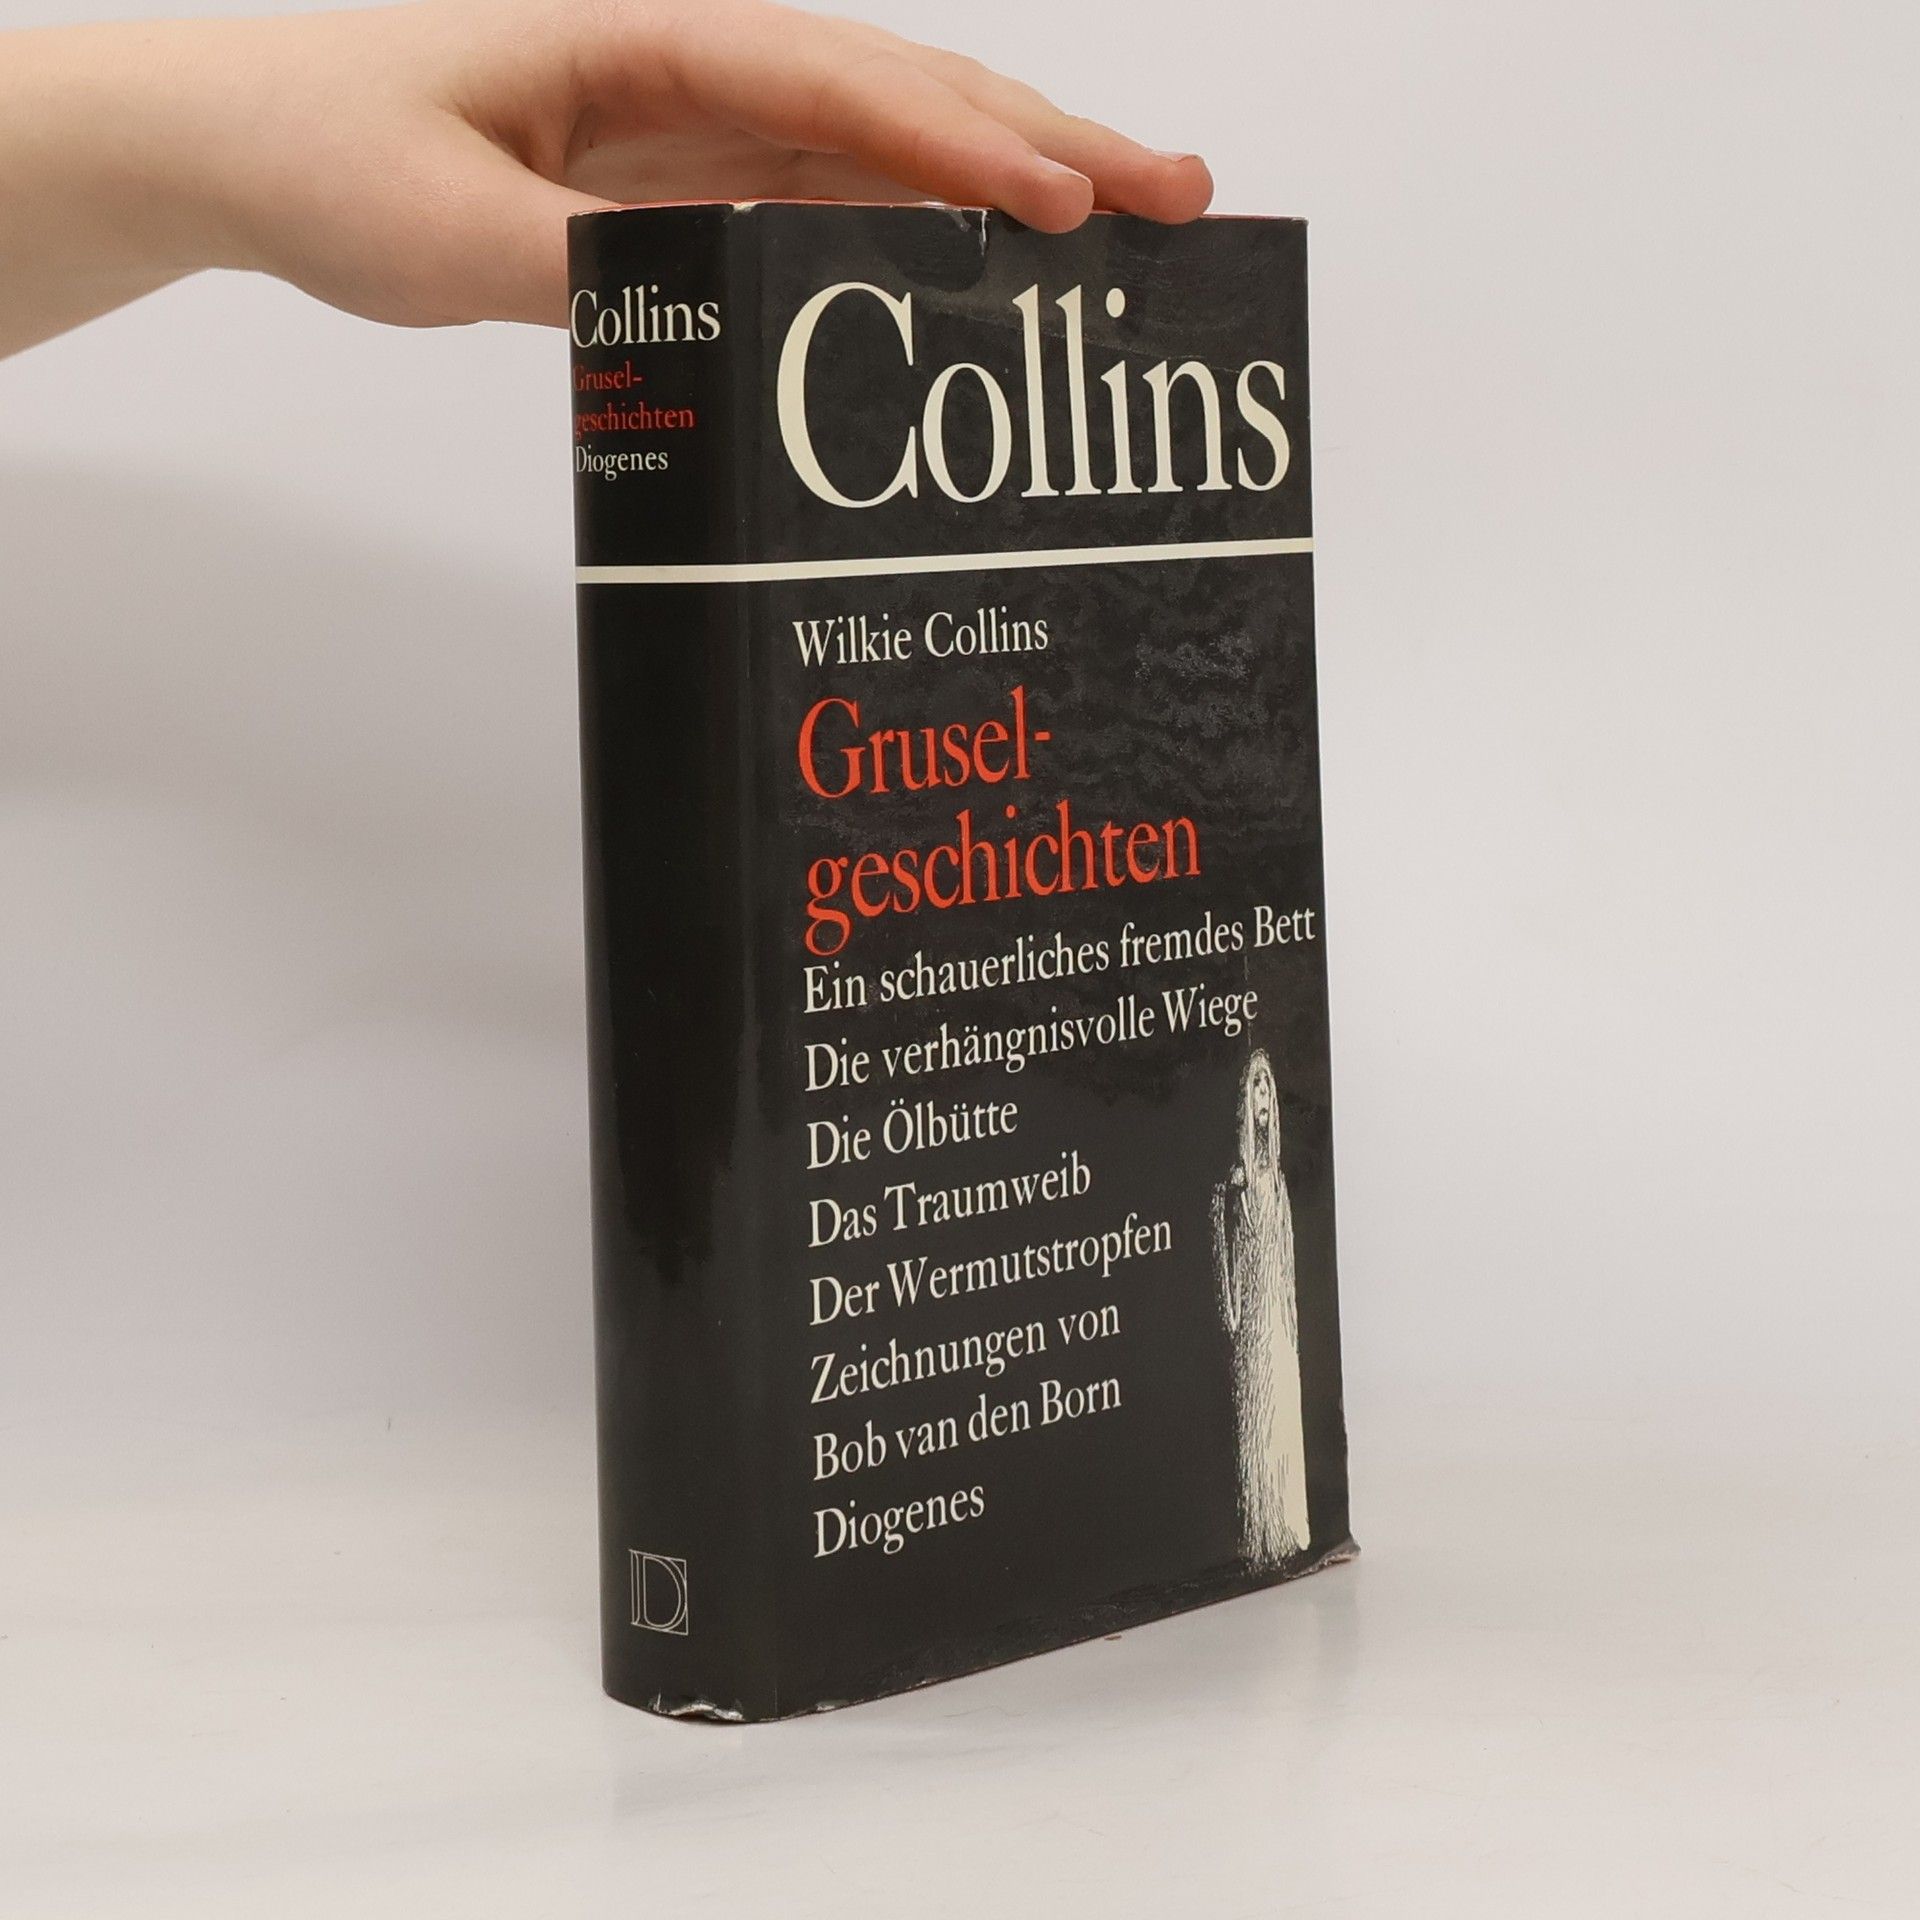 Collins
Grusel-
geschichten
Diogenes
D
Collins
Wilkie Collins
Grusel-
geschichten
Ein schauerliches fremdes Bett
Die verhängnisvolle Wiege
Die Ölbütte
Das Traumweib
Der Wermutstropfen
Zeichnungen von
Bob van den Born
Diogenes